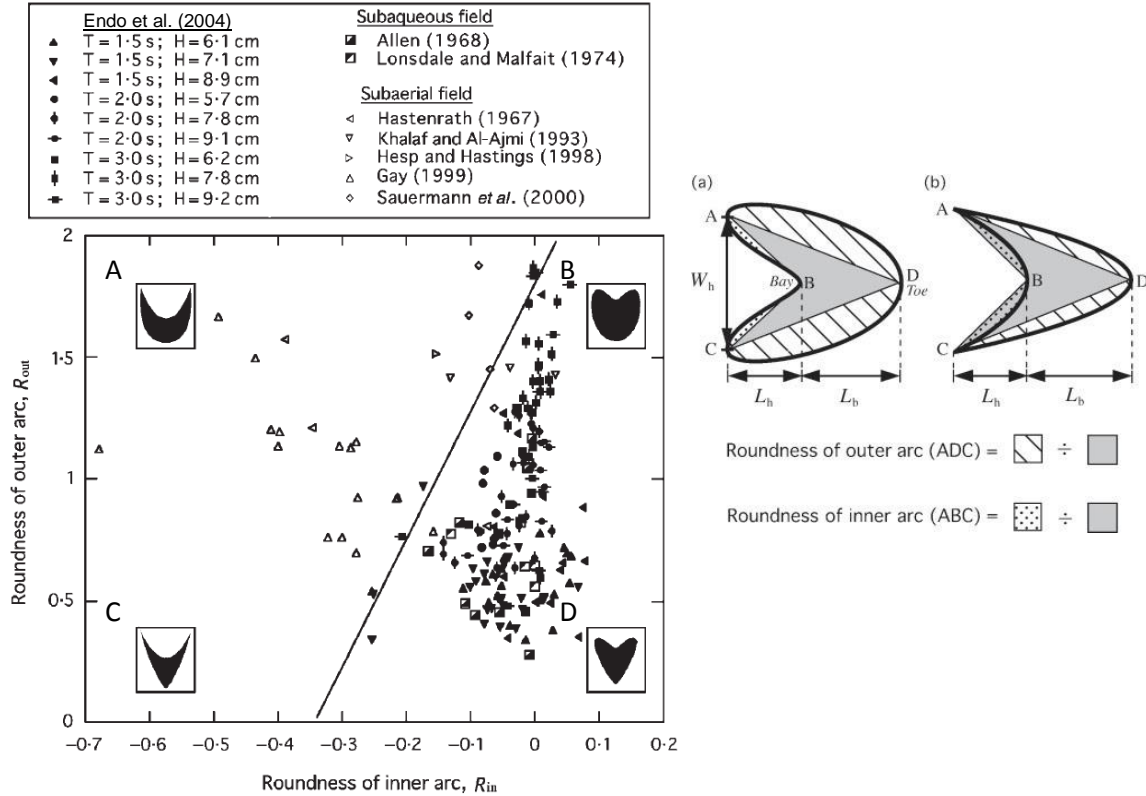 Endo et al. (2004)
T = 1·5 s; H = 6·1 cm
T = 1·5 s; H = 7·1 cm
T = 1·5 s; H = 8·9 cm
T = 2·0 s; H = 5·7 cm
T = 2·0 s; H = 7·8 cm
T = 2·0 s; H = 9·1 cm
T = 3·0 s; H = 6·2 cm
T = 3·0 s; H = 7·8 cm
T = 3·0 s; H = 9·2 cm
Subaqueous field
Allen (1968)
Lonsdale and Malfait (1974)
Subaerial field
Hastenrath (1967)
Khalaf and Al-Ajmi (1993)
Hesp and Hastings (1998)
Gay (1999)
Sauermann et al. (2000)
Roundness of outer arc, Rout
2
1·5
1
0·5
0
A
B
C
D
−0·7 −0·6 −0·5 −0·4 −0·3 −0·2 −0·1 0 0·1 0·2
Roundness of inner arc, Rin
(a)
A
Wh
Bay B
D
Toe
C
Lh
Lb
(b)
A
B
D
C
Lh
Lb
Roundness of outer arc (ADC) = ÷
Roundness of inner arc (ABC) = ÷